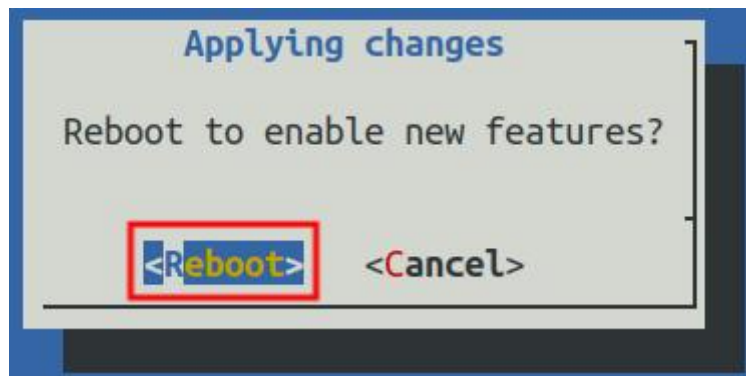 Applying changes
Reboot to enable new features?
<Reboot> <Cancel>